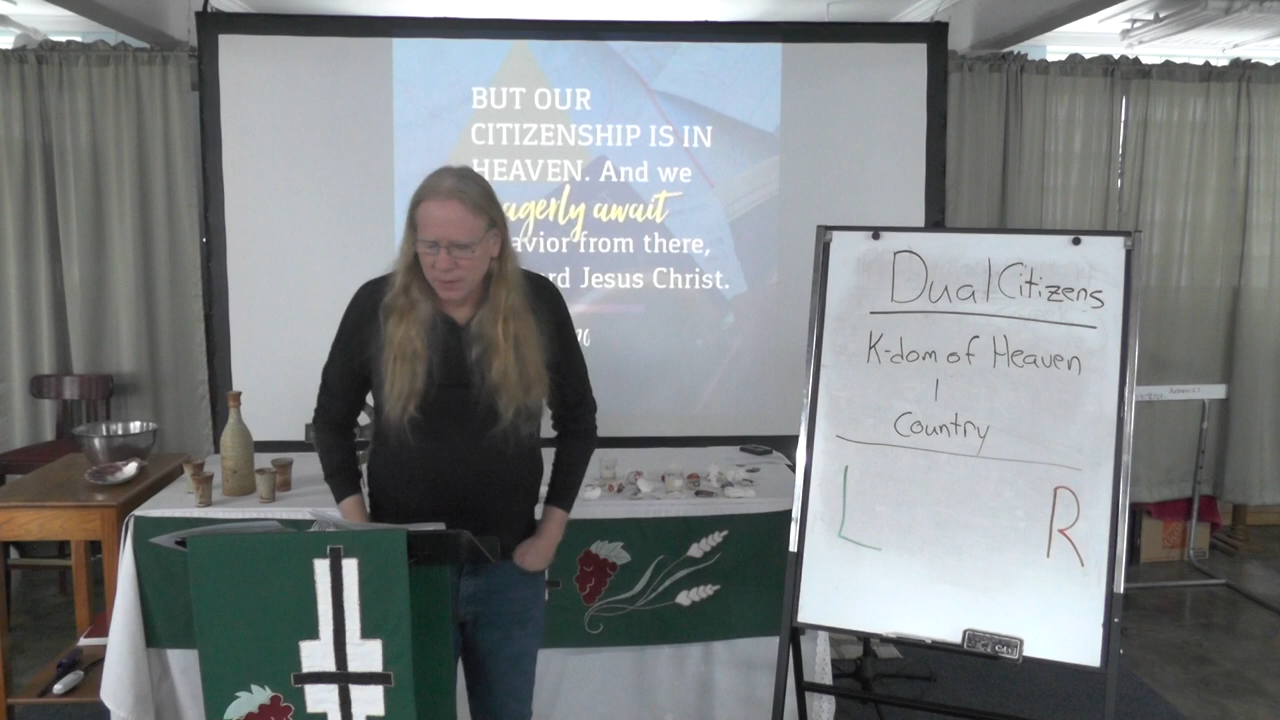 BUT OUR
CITIZENSHIP IS IN
HEAVEN. And we
agerly await
avior from there,
ord Jesus Christ.
Dual Citizens
K-dom of Heaven
Country
L R